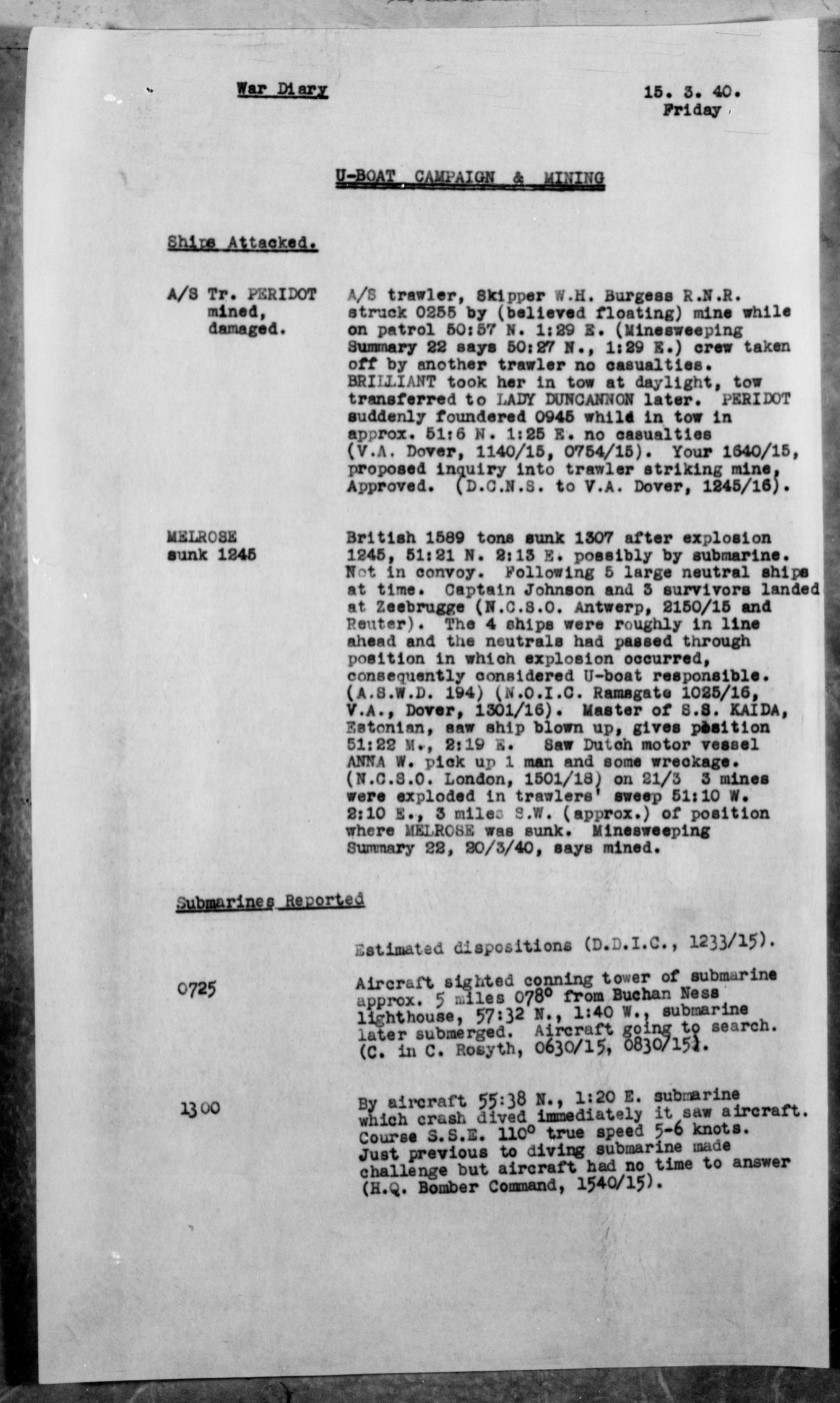 War Diary
15. 3. 40.
Friday
U-BOAT CAMPAIGN & MINING
Ships Attacked.
A/S Tr. PERIDOT
mined,
damaged.
A/S trawler, Skipper W.H. Burgess R.N.R.
struck 0255 by (believed floating) mine while
on patrol 50:57 N. 1:29 E. (Minesweeping
Summary 22 says 50:27 N., 1:29 E.) crew taken
off by another trawler no casualties.
BRILLIANT took her in tow at daylight, tow
transferred to LADY DUNCANNON later. PERIDOT
suddenly foundered 0945 while in tow in
approx. 51:6 N. 1:25 E. no casualties
(V.A. Dover, 1140/15, 0754/15). Your 1640/15,
proposed inquiry into trawler striking mine,
Approved. (D.C.N.S. to V.A. Dover, 1245/16).
MELROSE
sunk 1245
British 1589 tons sunk 1307 after explosion
1245, 51:21 N. 2:13 E. possibly by submarine.
Not in convoy. Following 5 large neutral ships
at time. Captain Johnson and 3 survivors landed
at Zeebrugge (N.C.S.O. Antwerp, 2150/15 and
Reuter). The 4 ships were roughly in line
ahead and the neutrals had passed through
position in which explosion occurred,
consequently considered U-boat responsible.
(A.S.W.D. 194) (N.O.I.C. Ramsgate 1025/16,
V.A., Dover, 1301/16). Master of S.S. KAIDA,
Estonian, saw ship blown up, gives position
51:22 N., 2:19 E. Saw Dutch motor vessel
ANNA W. pick up 1 man and some wreckage.
(N.C.S.O. London, 1501/18) on 21/3 3 mines
were exploded in trawlers' sweep 51:10 W.
2:10 E., 3 miles S.W. (approx.) of position
where MELROSE was sunk. Minesweeping
Summary 22, 20/3/40, says mined.
Submarines Reported
Estimated dispositions (D.D.I.C., 1233/15).
0725
Aircraft sighted conning tower of submarine
approx. 5 miles 078° from Buchan Ness
lighthouse, 57:32 N., 1:40 W., submarine
later submerged. Aircraft going to search.
(C. in C. Rosyth, 0630/15, 0830/15).
1300
By aircraft 55:38 N., 1:20 E. submarine
which crash dived immediately it saw aircraft.
Course S.S.E. 110° true speed 5-6 knots.
Just previous to diving submarine made
challenge but aircraft had no time to answer
(H.Q. Bomber Command, 1540/15).